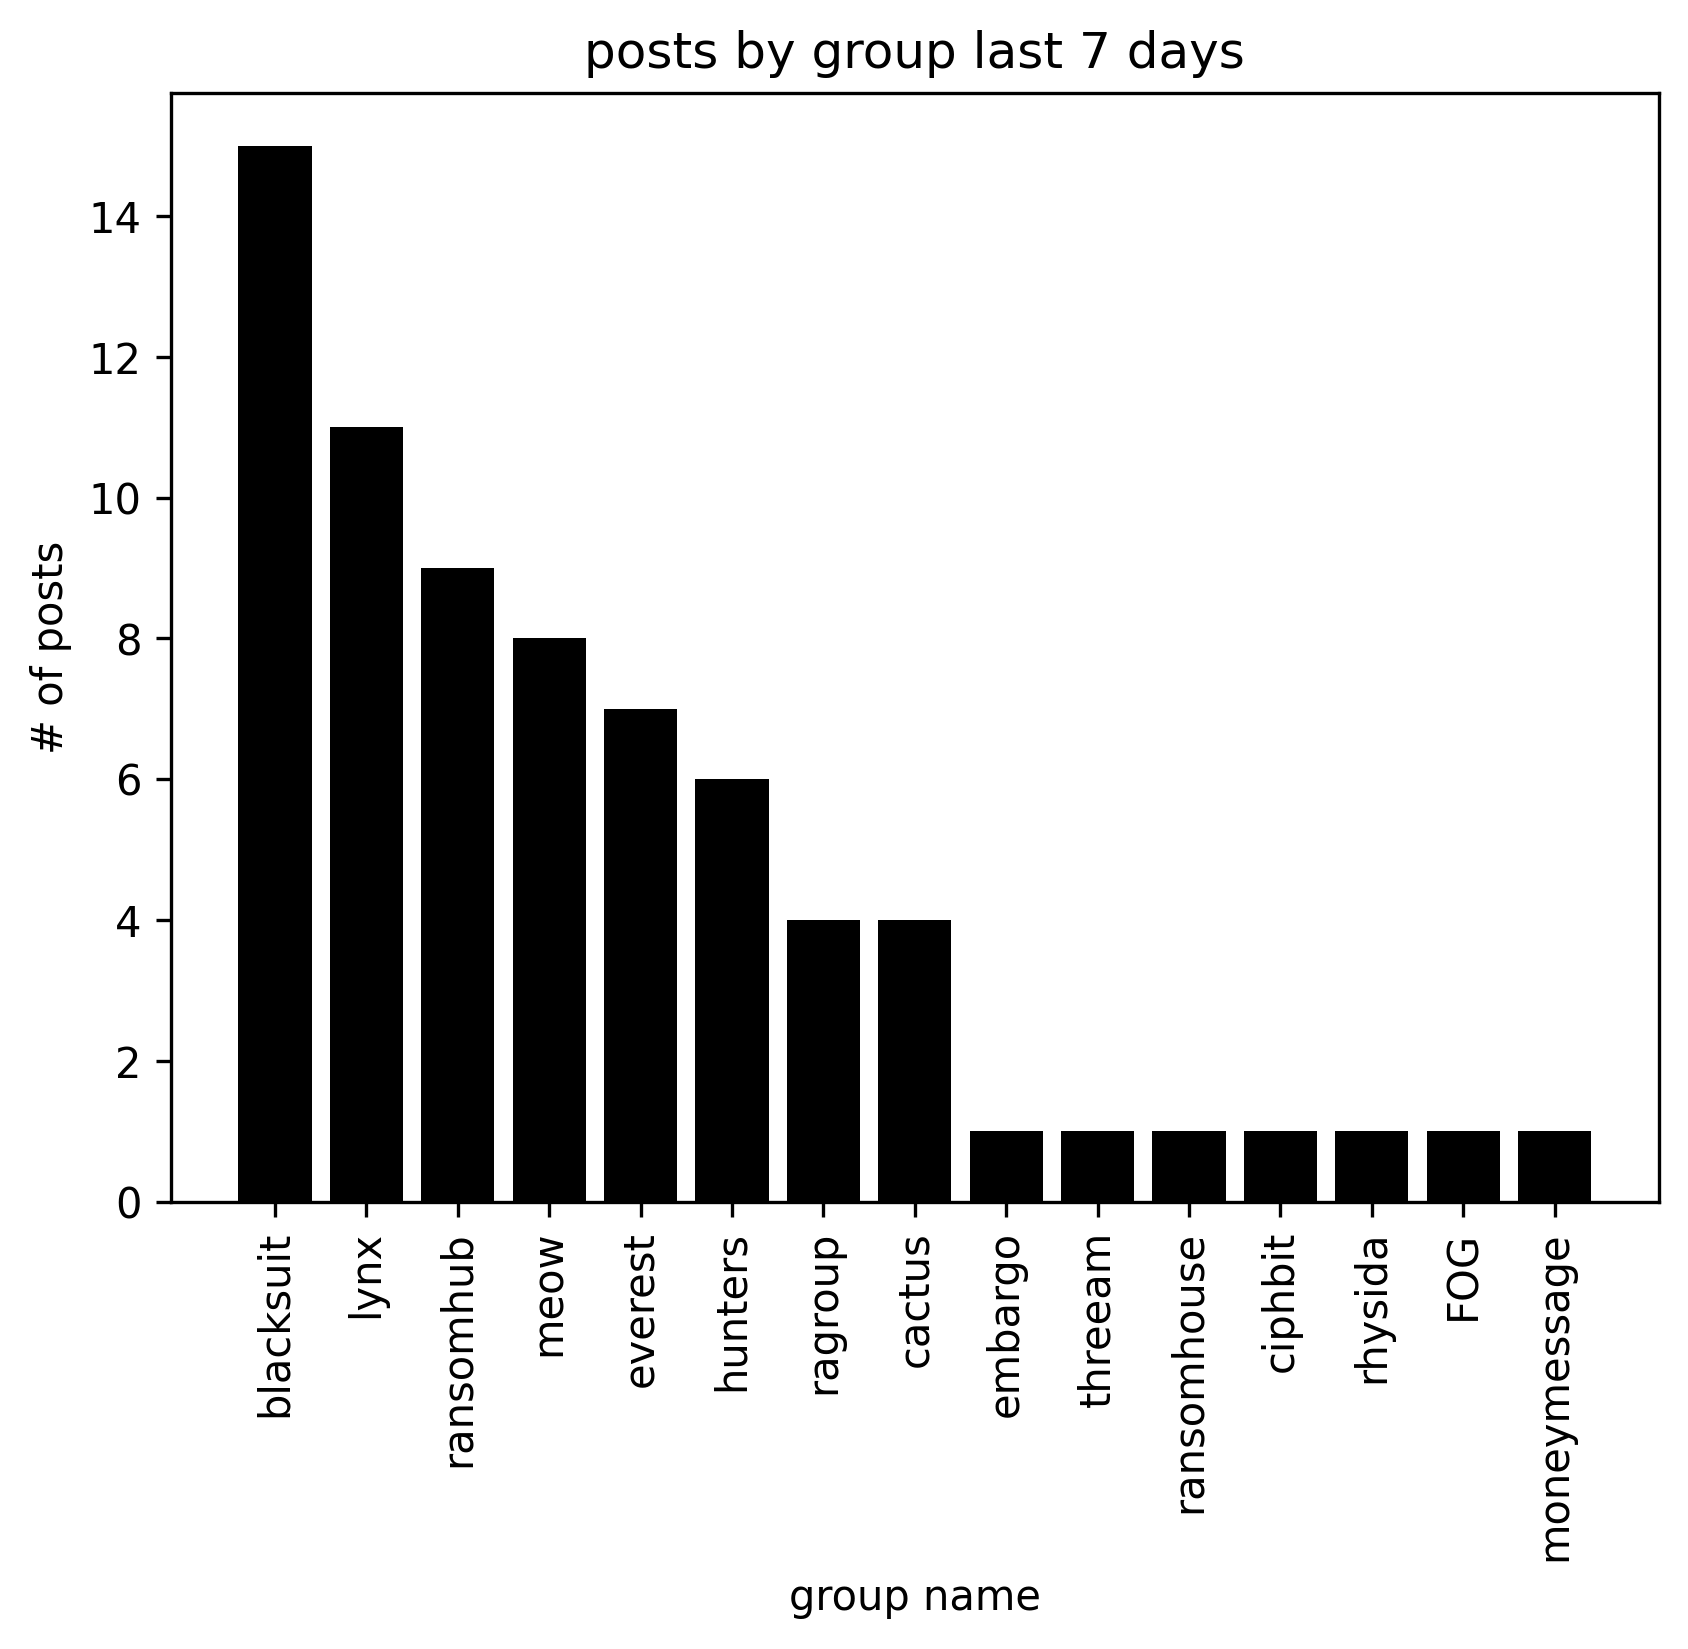 posts by group last 7 days
# of posts
14
12
10
8
6
4
2
0
blacksuit
lynx
ransomhub
meow
everest
hunters
ragroup
cactus
embargo
threeam
ransomhouse
ciphbit
rhysida
FOG
moneymessage
group name